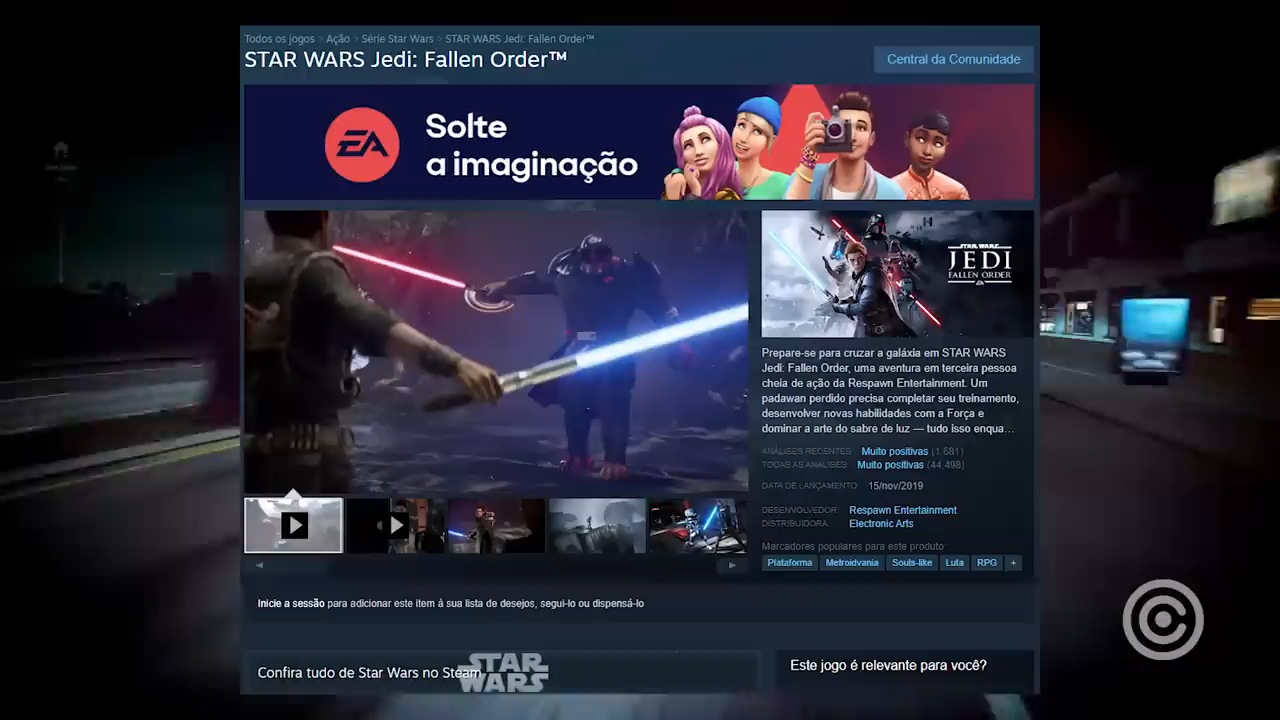 Todos os jogos > Ação > Série Star Wars > STAR WARS Jedi: Fallen Order™
STAR WARS Jedi: Fallen Order™
Central da Comunidade
EA
Solte
a imaginação
STAR WARS
JEDI
FALLEN ORDER
Prepare-se para cruzar a galáxia em STAR WARS
Jedi: Fallen Order, uma aventura em terceira pessoa
cheia de ação da Respawn Entertainment. Um
padawan perdido precisa completar seu treinamento,
desenvolver novas habilidades com a Força e
dominar a arte do sabre de luz — tudo isso enqua...
ANÁLISES RECENTES: Muito positivas (1,681)
TODAS AS ANÁLISES: Muito positivas (44,498)
DATA DE LANÇAMENTO: 15/nov/2019
DESENVOLVEDOR: Respawn Entertainment
DISTRIBUIDORA: Electronic Arts
Marcadores populares para este produto:
Plataforma Metroidvania Souls-like Luta RPG +
Inicie a sessão para adicionar este item à sua lista de desejos, segui-lo ou dispensá-lo
Confira tudo de Star Wars no Steam
STAR
WARS
Este jogo é relevante para você?